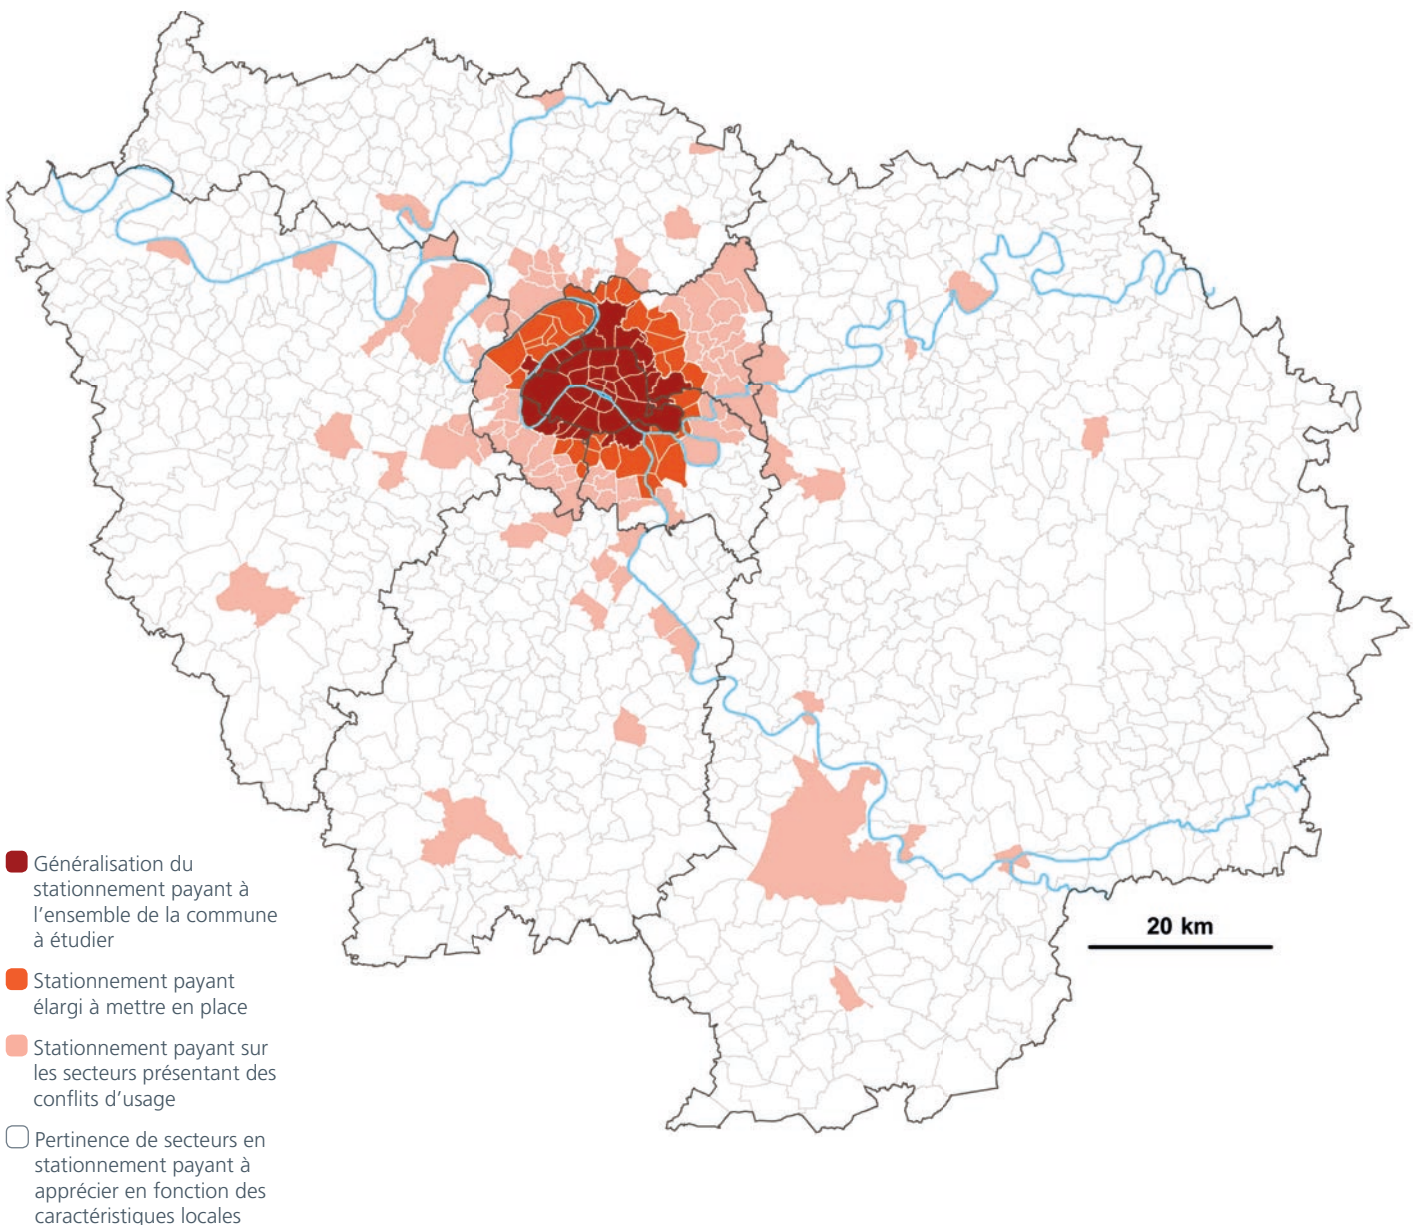 Généralisation du
stationnement payant à
l’ensemble de la commune
à étudier
Stationnement payant
élargi à mettre en place
Stationnement payant sur
les secteurs présentant des
conflits d’usage
Pertinence de secteurs en
stationnement payant à
apprécier en fonction des
caractéristiques locales
20 km